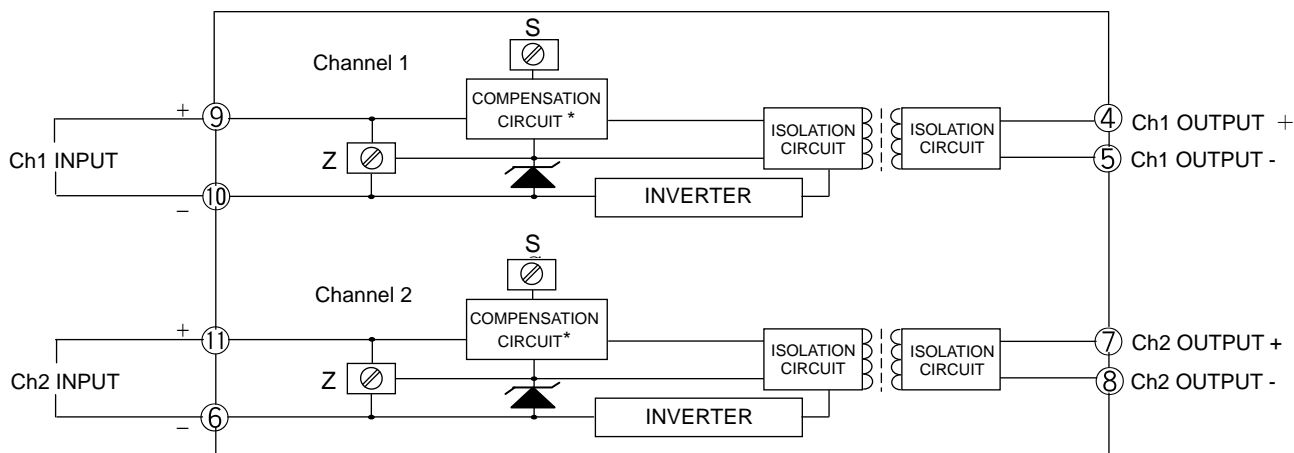 S
Channel 1
COMPENSATION
CIRCUIT *
+
⑨
Ch1 INPUT
Z
ISOLATION
CIRCUIT
ISOLATION
CIRCUIT
④ Ch1 OUTPUT +
⑤ Ch1 OUTPUT -
−
⑩
INVERTER
S
Channel 2
COMPENSATION
CIRCUIT*
+
⑪
Ch2 INPUT
Z
ISOLATION
CIRCUIT
ISOLATION
CIRCUIT
⑦ Ch2 OUTPUT +
⑧ Ch2 OUTPUT -
−
⑥
INVERTER